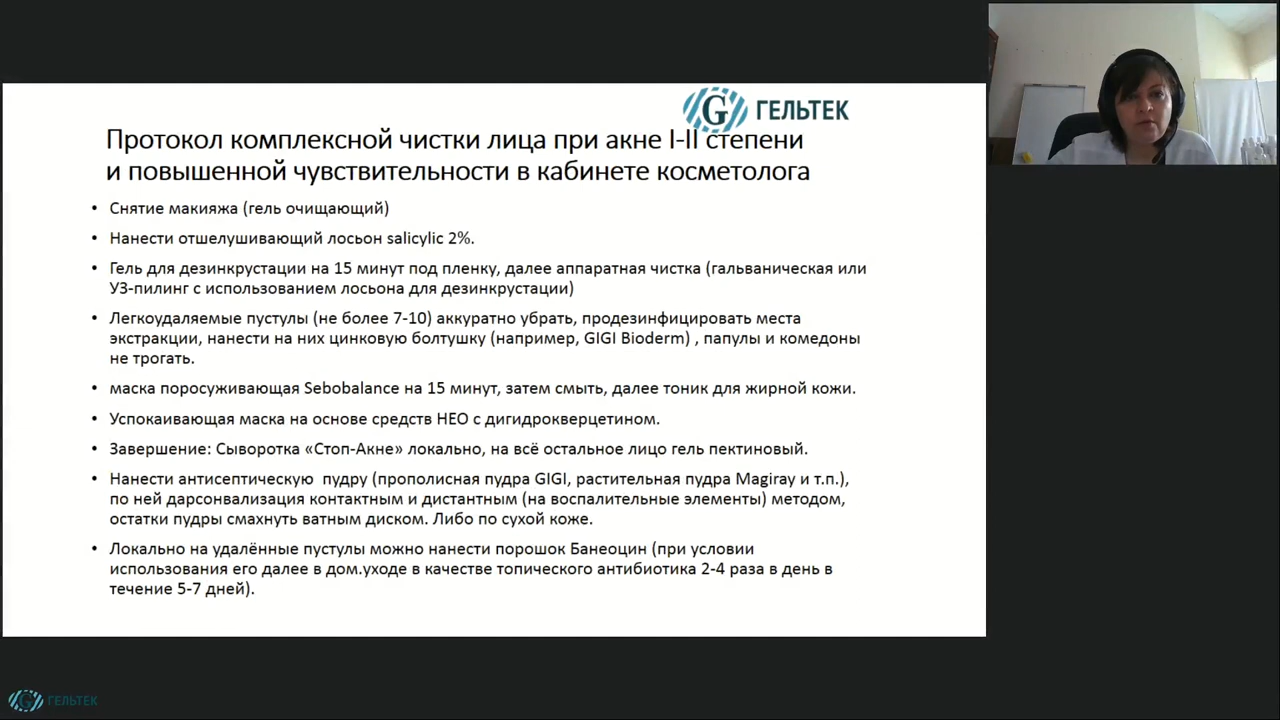 ГЕЛЬТЕК
Протокол комплексной чистки лица при акне I-II степени
и повышенной чувствительности в кабинете косметолога
• Снятие макияжа (гель очищающий)
• Нанести отшелушивающий лосьон salicylic 2%.
• Гель для дезинкрустации на 15 минут под пленку, далее аппаратная чистка (гальваническая или
УЗ-пилинг с использованием лосьона для дезинкрустации)
• Легкоудаляемые пустулы (не более 7-10) аккуратно убрать, продезинфицировать места
экстракции, нанести на них цинковую болтушку (например, GIGI Bioderm) , папулы и комедоны
не трогать.
• маска поросуживающая Sebobalance на 15 минут, затем смыть, далее тоник для жирной кожи.
• Успокаивающая маска на основе средств НЕО с дигидрокверцетином.
• Завершение: Сыворотка «Стоп-Акне» локально, на всё остальное лицо гель пектиновый.
• Нанести антисептическую  пудру (прополисная пудра GIGI, растительная пудра Magiray и т.п.),
по ней дарсонвализация контактным и дистантным (на воспалительные элементы) методом,
остатки пудры смахнуть ватным диском. Либо по сухой коже.
• Локально на удалённые пустулы можно нанести порошок Банеоцин (при условии
использования его далее в дом.уходе в качестве топического антибиотика 2-4 раза в день в
течение 5-7 дней).
ГЕЛЬТЕК